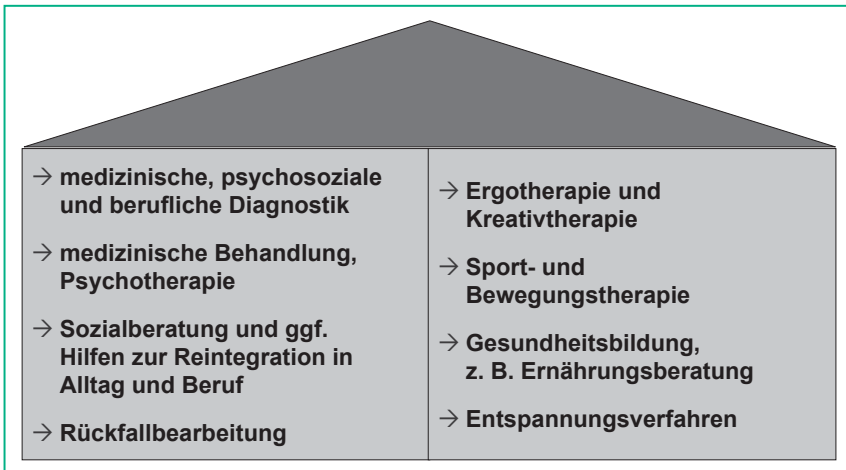 → medizinische, psychosoziale
und berufliche Diagnostik
→ medizinische Behandlung,
Psychotherapie
→ Sozialberatung und ggf.
Hilfen zur Reintegration in
Alltag und Beruf
→ Rückfallbearbeitung
→ Ergotherapie und
Kreativtherapie
→ Sport- und
Bewegungstherapie
→ Gesundheitsbildung,
z. B. Ernährungsberatung
→ Entspannungsverfahren